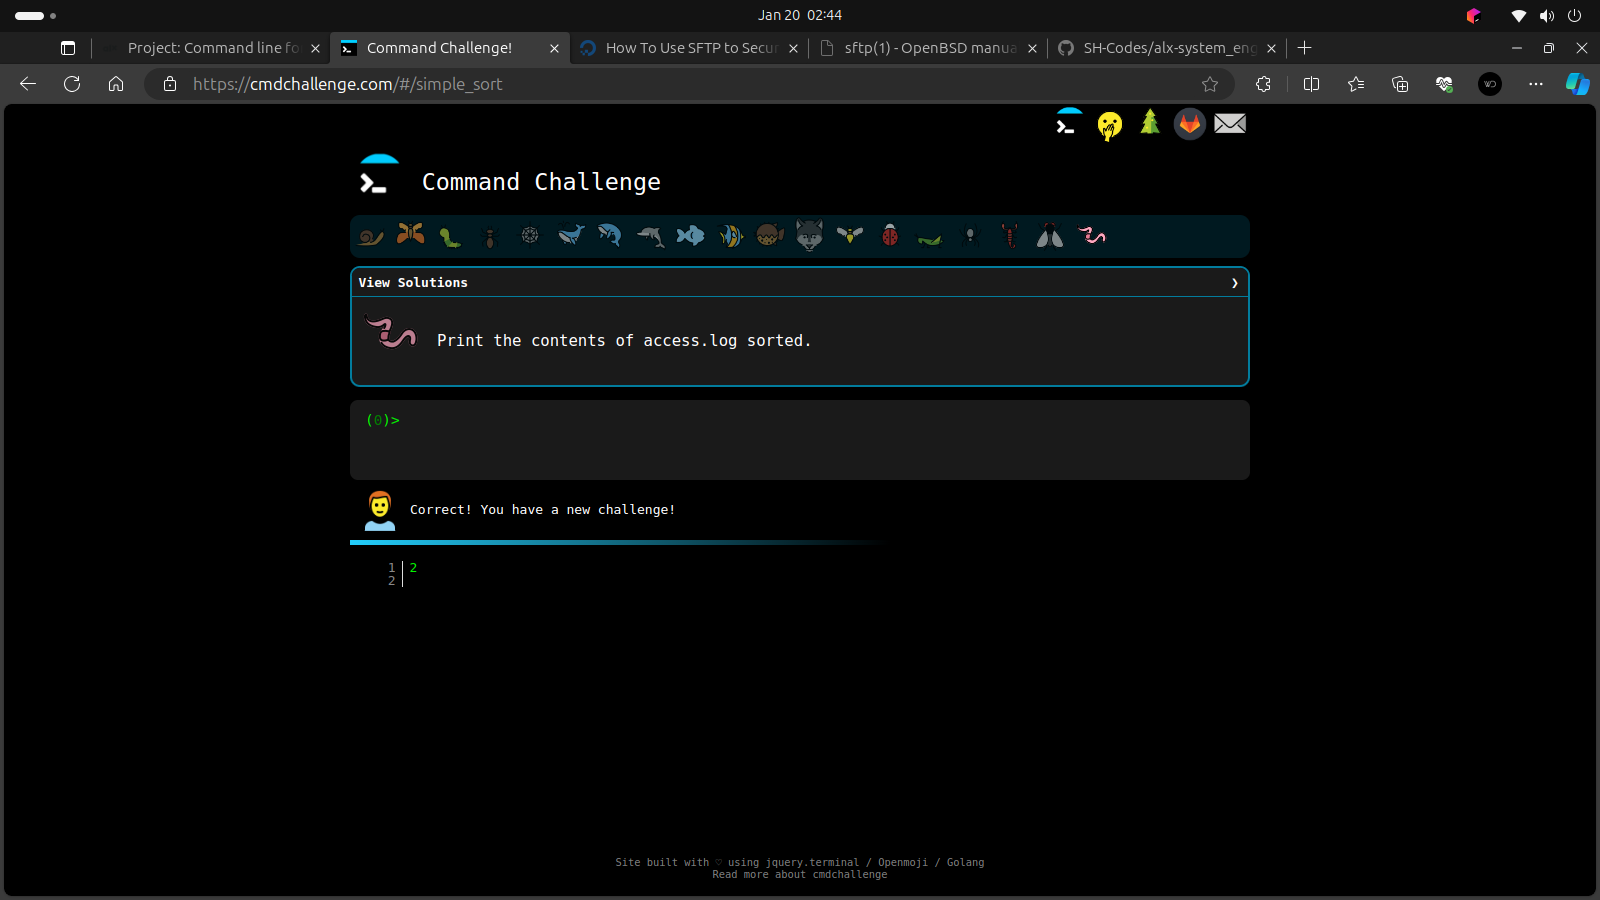 Jan 20 02:44
Project: Command line fo
Command Challenge!
How To Use SFTP to Secur
sftp(1) - OpenBSD manua
SH-Codes/alx-system_eng
https://cmdchallenge.com/#/simple_sort
Command Challenge
View Solutions
Print the contents of access.log sorted.
(0)>
Correct! You have a new challenge!
1 2
2
Site built with ♡ using jquery.terminal / Openmoji / Golang
Read more about cmdchallenge